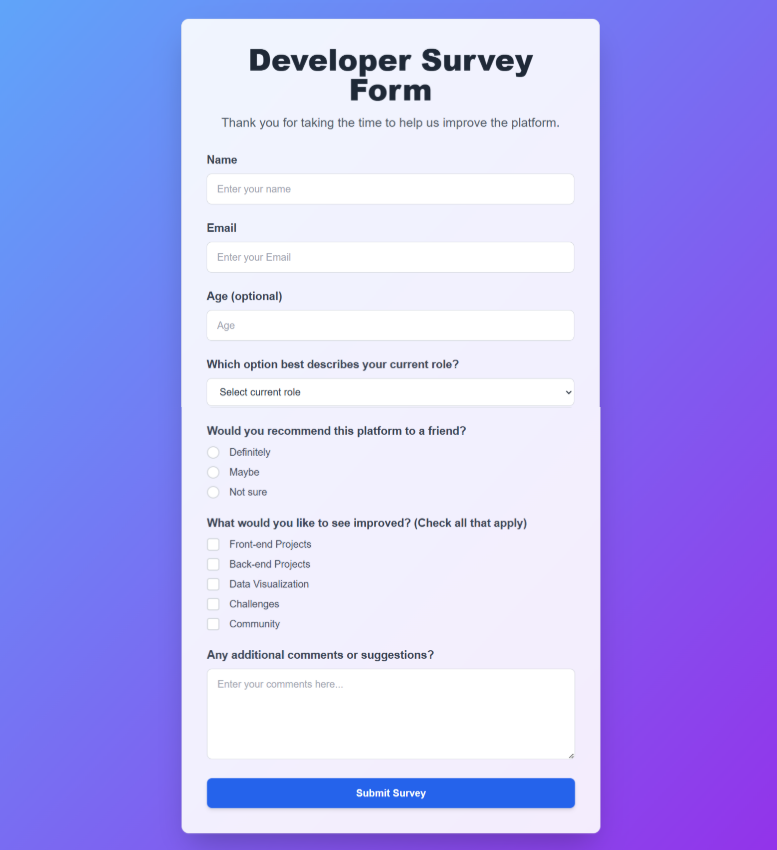 Developer Survey
Form
Thank you for taking the time to help us improve the platform.
Name
Enter your name
Email
Enter your Email
Age (optional)
Age
Which option best describes your current role?
Select current role
Would you recommend this platform to a friend?
Definitely
Maybe
Not sure
What would you like to see improved? (Check all that apply)
Front-end Projects
Back-end Projects
Data Visualization
Challenges
Community
Any additional comments or suggestions?
Enter your comments here...
Submit Survey